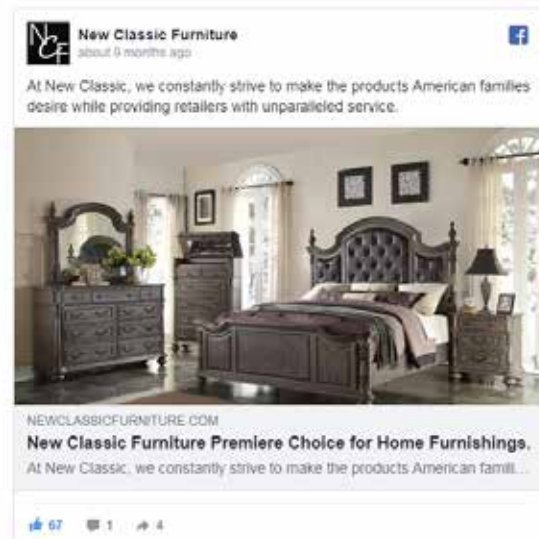 NCF
New Classic Furniture
about 9 months ago
At New Classic, we constantly strive to make the products American families
desire while providing retailers with unparalleled service.
NEWCLASSICFURNITURE.COM
New Classic Furniture Premiere Choice for Home Furnishings.
At New Classic, we constantly strive to make the products American famili...
67 1 4